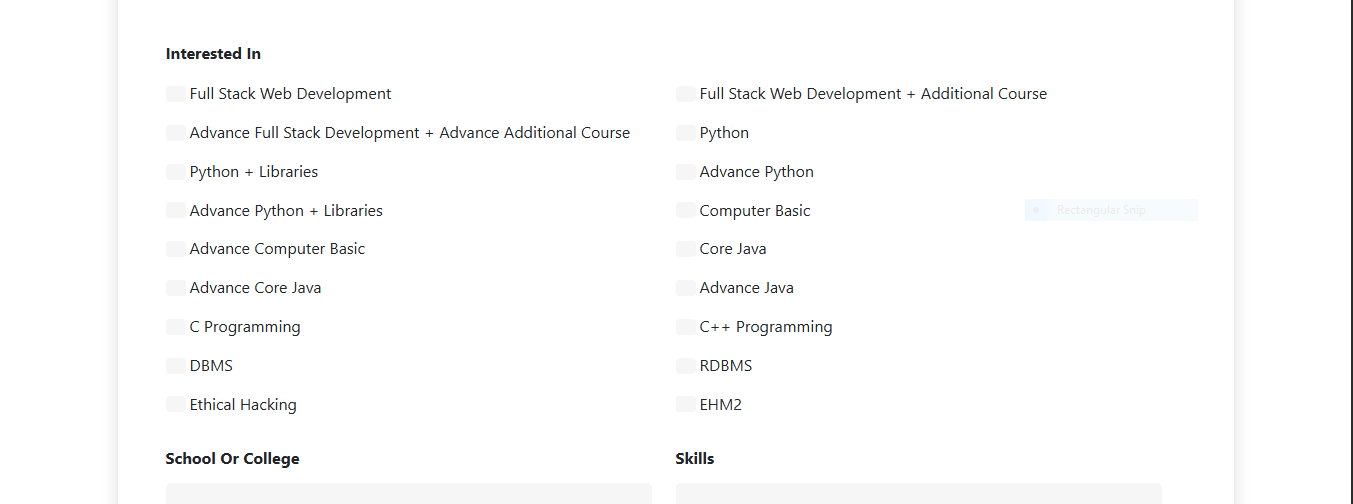 Interested In
Full Stack Web Development
Full Stack Web Development + Additional Course
Advance Full Stack Development + Advance Additional Course
Python
Python + Libraries
Advance Python
Advance Python + Libraries
Computer Basic
Rectangular Snip
Advance Computer Basic
Core Java
Advance Core Java
Advance Java
C Programming
C++ Programming
DBMS
RDBMS
Ethical Hacking
EHM2
School Or College
Skills